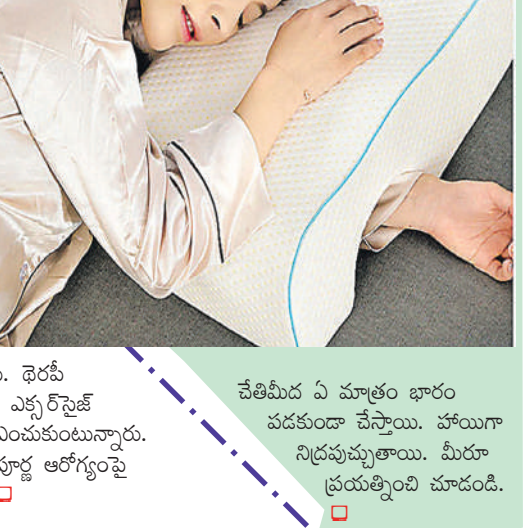 థెరపీ
ఎక్సర్‌సైజ్
ఎంచుకుంటున్నారు.
ఆరోగ్యంపై
చేతిమీద ఏ మాత్రం భారం
పడకుండా చేస్తాయి. హాయిగా
నిద్రపుచ్చుతాయి. మీరూ
ప్రయత్నించి చూడండి.